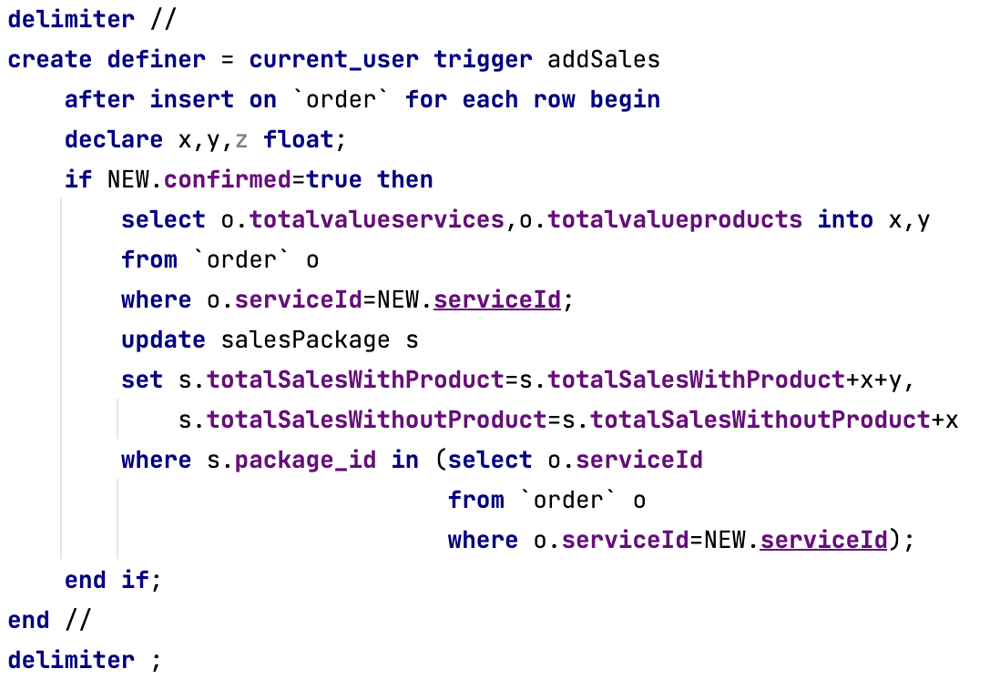 delimiter //
create definer = current_user trigger addSales
    after insert on `order` for each row begin
    declare x,y,z float;
    if NEW.confirmed=true then
        select o.totalvalueservices,o.totalvalueproducts into x,y
        from `order` o
        where o.serviceId=NEW.serviceId;
        update salesPackage s
        set s.totalSalesWithProduct=s.totalSalesWithProduct+x+y,
            s.totalSalesWithoutProduct=s.totalSalesWithoutProduct+x
        where s.package_id in (select o.serviceId
                               from `order` o
                               where o.serviceId=NEW.serviceId);
    end if;
end //
delimiter ;